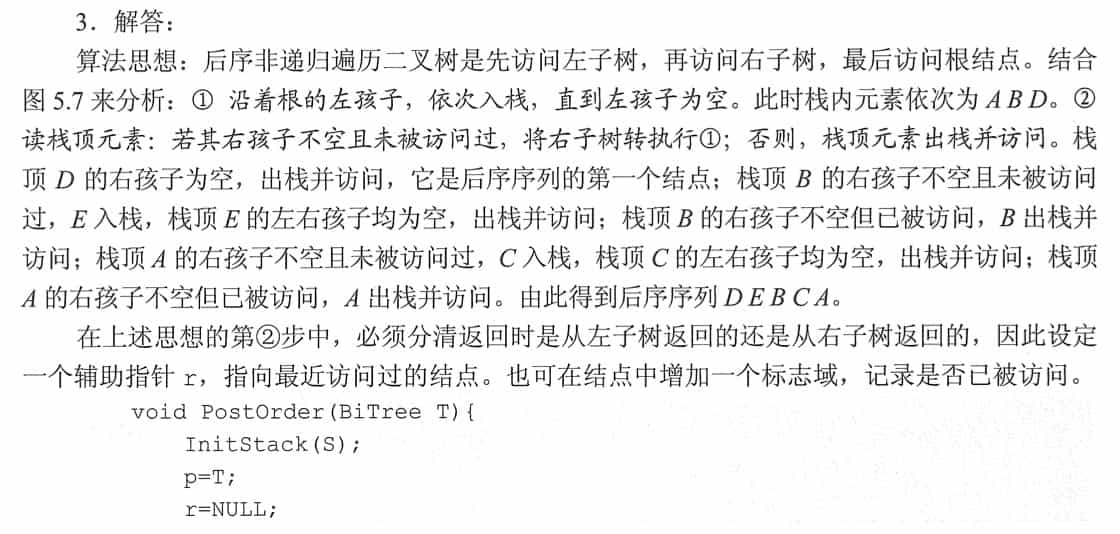 3．解答：
算法思想：后序非递归遍历二叉树是先访问左子树，再访问右子树，最后访问根结点。结合
图 5.7 来分析：① 沿着根的左孩子，依次入栈，直到左孩子为空。此时栈内元素依次为 A B D。②
读栈顶元素：若其右孩子不空且未被访问过，将右子树转执行①；否则，栈顶元素出栈并访问。栈
顶 D 的右孩子为空，出栈并访问，它是后序序列的第一个结点；栈顶 B 的右孩子不空且未被访问
过，E 入栈，栈顶 E 的左右孩子均为空，出栈并访问；栈顶 B 的右孩子不空但已被访问，B 出栈并
访问；栈顶 A 的右孩子不空且未被访问过，C 入栈，栈顶 C 的左右孩子均为空，出栈并访问；栈顶
A 的右孩子不空但已被访问，A 出栈并访问。由此得到后序序列 D E B C A。
在上述思想的第②步中，必须分清返回时是从左子树返回的还是从右子树返回的，因此设定
一个辅助指针 r，指向最近访问过的结点。也可在结点中增加一个标志域，记录是否已被访问。
void PostOrder(BiTree T){
InitStack(S);
p=T;
r=NULL;